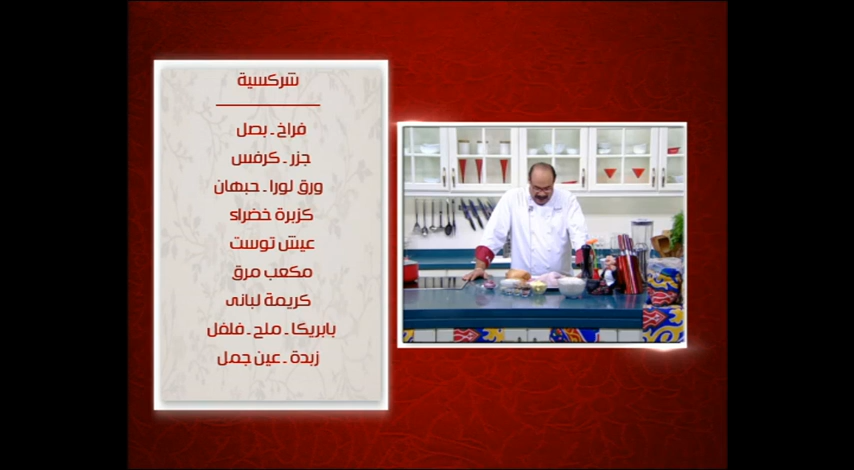 شركسية
فراخ - بصل
جزر - كرفس
ورق لورا - حبهان
كزبرة خضراء
عيش توست
مكعب مرق
كريمة لبانى
بابريكا - ملح - فلفل
زبدة - عين جمل